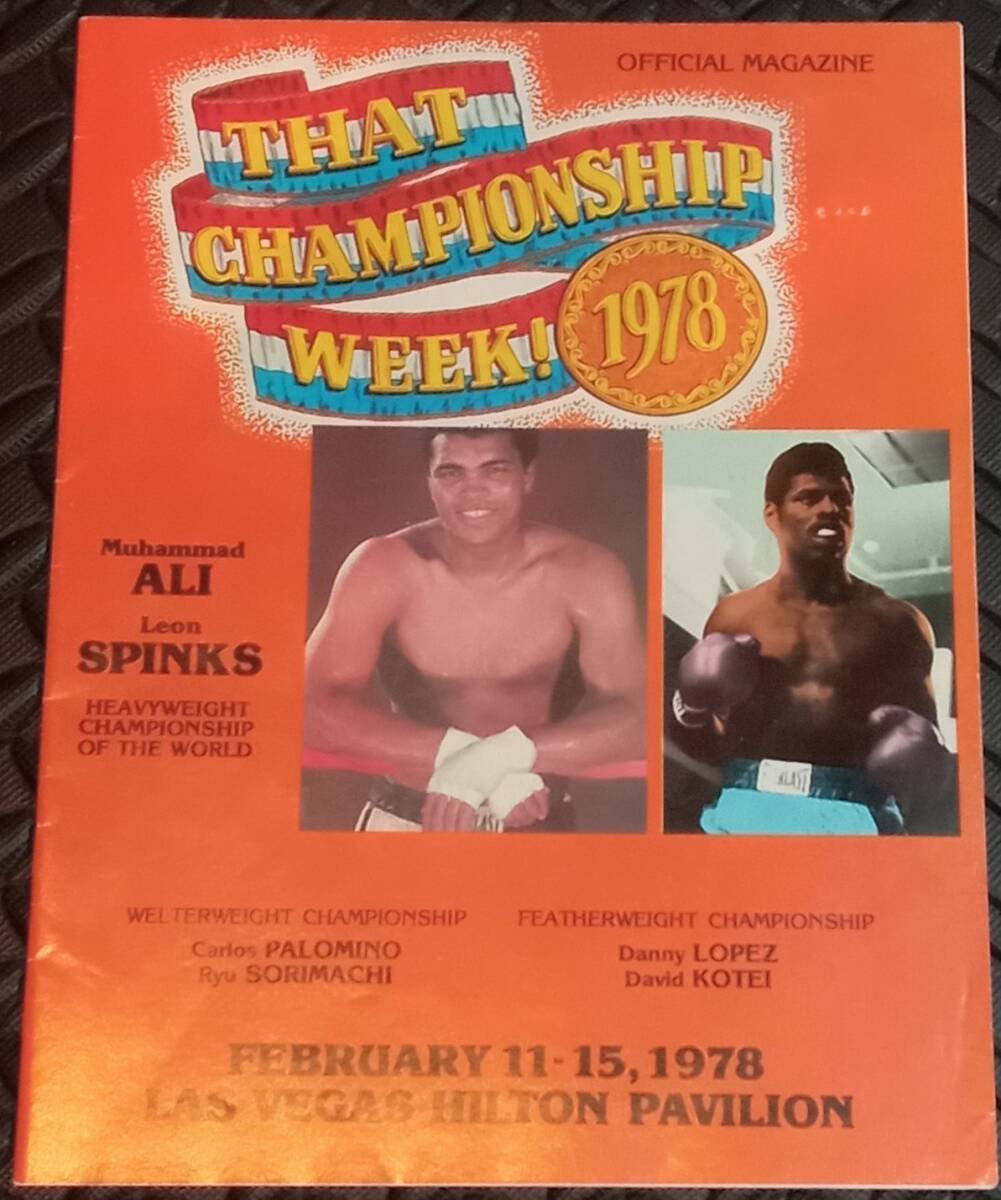 OFFICIAL MAGAZINE
THAT
CHAMPIONSHIP
WEEK!
1978
Muhammad
ALI
Leon
SPINKS
HEAVYWEIGHT
CHAMPIONSHIP
OF THE WORLD
WELTERWEIGHT CHAMPIONSHIP
Carlos PALOMINO
Ryu SORIMACHI
FEATHERWEIGHT CHAMPIONSHIP
Danny LOPEZ
David KOTEI
FEBRUARY 11-15, 1978
LAS VEGAS HILTON PAVILION